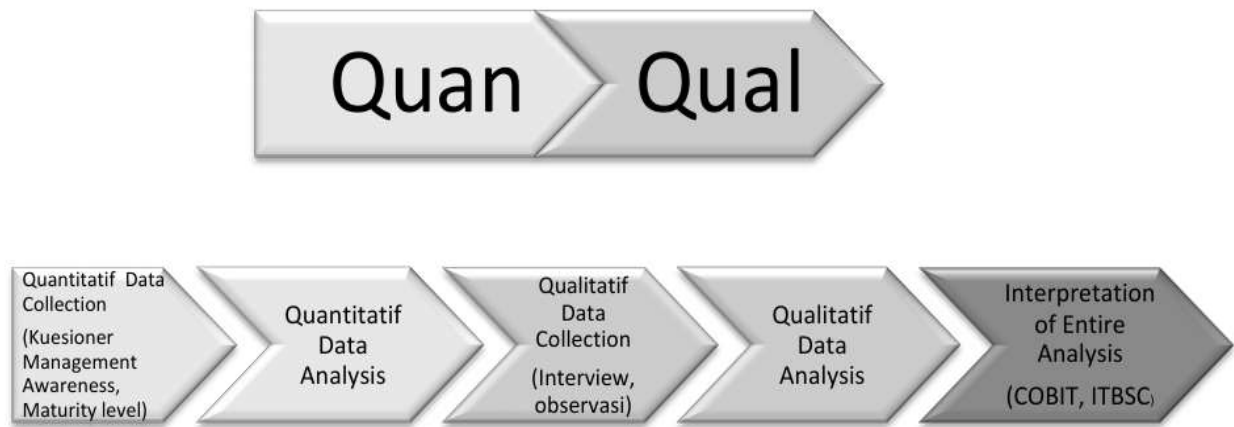 Quan
Qual
Quantitatif Data
Collection
(Kuesioner
Management
Awareness,
Maturity level)
Quantitatif
Data
Analysis
Qualitatif
Data
Collection
(Interview,
observasi)
Qualitatif
Data
Analysis
Interpretation
of Entire
Analysis
(COBIT, ITBSC)